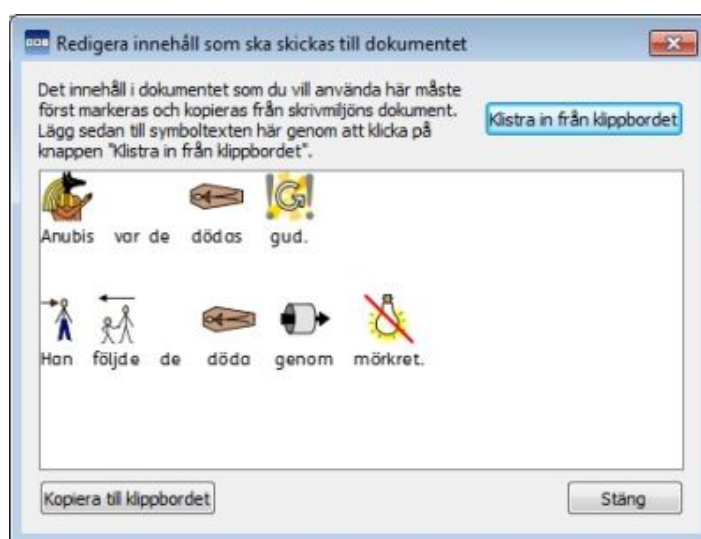 Redigera innehåll som ska skickas till dokumentet
Det innehåll i dokumentet som du vill använda här måste
först markeras och kopieras från skrivmiljöns dokument.
Lägg sedan till symboltexten här genom att klicka på
knappen "Klistra in från klippbordet".
Klistra in från klippbordet
G
Anubis var de dödas gud.
Han följde de döda genom mörkret.
Kopiera till klippbordet
Stäng